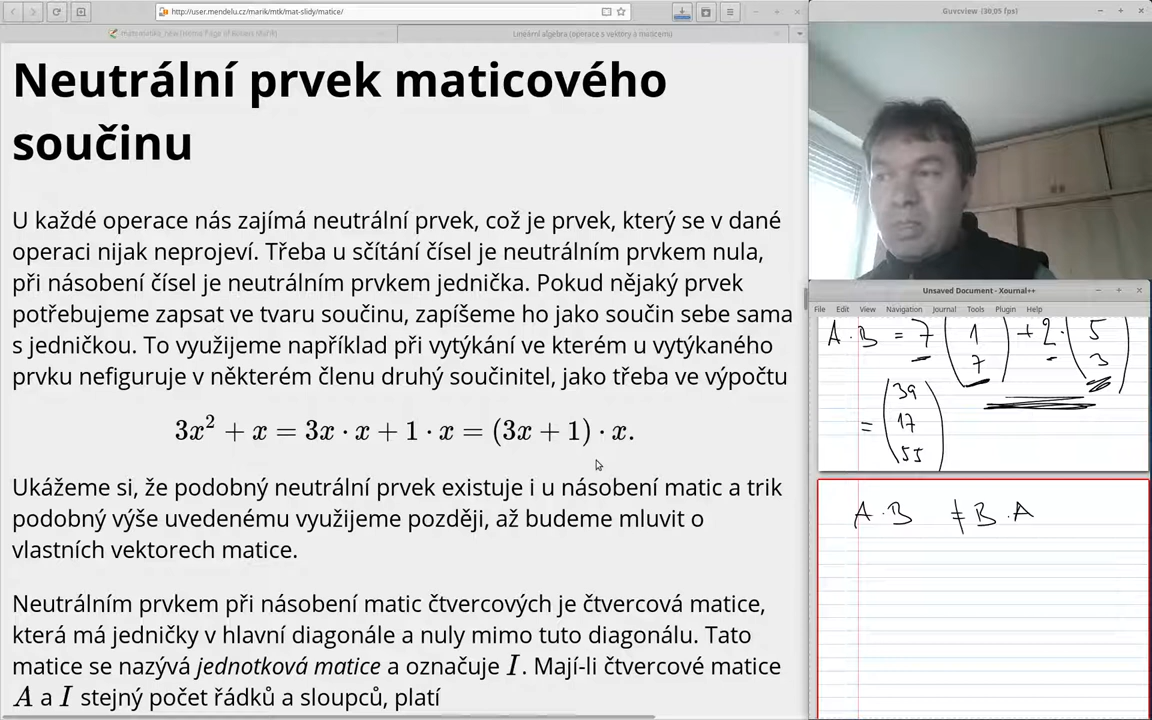 http://user.mendelu.cz/marik/mtk/mat-slidy/matice/
Lineární algebra (operace s vektory a maticemi)
Neutrální prvek maticového
součinu
U každé operace nás zajímá neutrální prvek, což je prvek, který se v dané
operaci nijak neprojeví. Třeba u sčítání čísel je neutrálním prvkem nula,
při násobení čísel je neutrálním prvkem jednička. Pokud nějaký prvek
potřebujeme zapsat ve tvaru součinu, zapíšeme ho jako součin sebe sama
s jedničkou. To využijeme například při vytýkání ve kterém u vytýkaného
prvku nefiguruje v některém členu druhý součinitel, jako třeba ve výpočtu
3x² + x = 3x · x + 1 · x = (3x + 1) · x.
Ukážeme si, že podobný neutrální prvek existuje i u násobení matic a trik
podobný výše uvedenému využijeme později, až budeme mluvit o
vlastních vektorech matice.
Neutrálním prvkem při násobení matic čtvercových je čtvercová matice,
která má jedničky v hlavní diagonále a nuly mimo tuto diagonálu. Tato
matice se nazývá jednotková matice a označuje I. Mají-li čtvercové matice
A a I stejný počet řádků a sloupců, platí
Guvcview (30,05 fps)
Unsaved Document - Xournal++
File Edit View Navigation Journal Tools Plugin Help
A·B = 7 ( 1 ) + 2· ( 5 )
7 3
39
= 17
55
A·B ≠ B·A